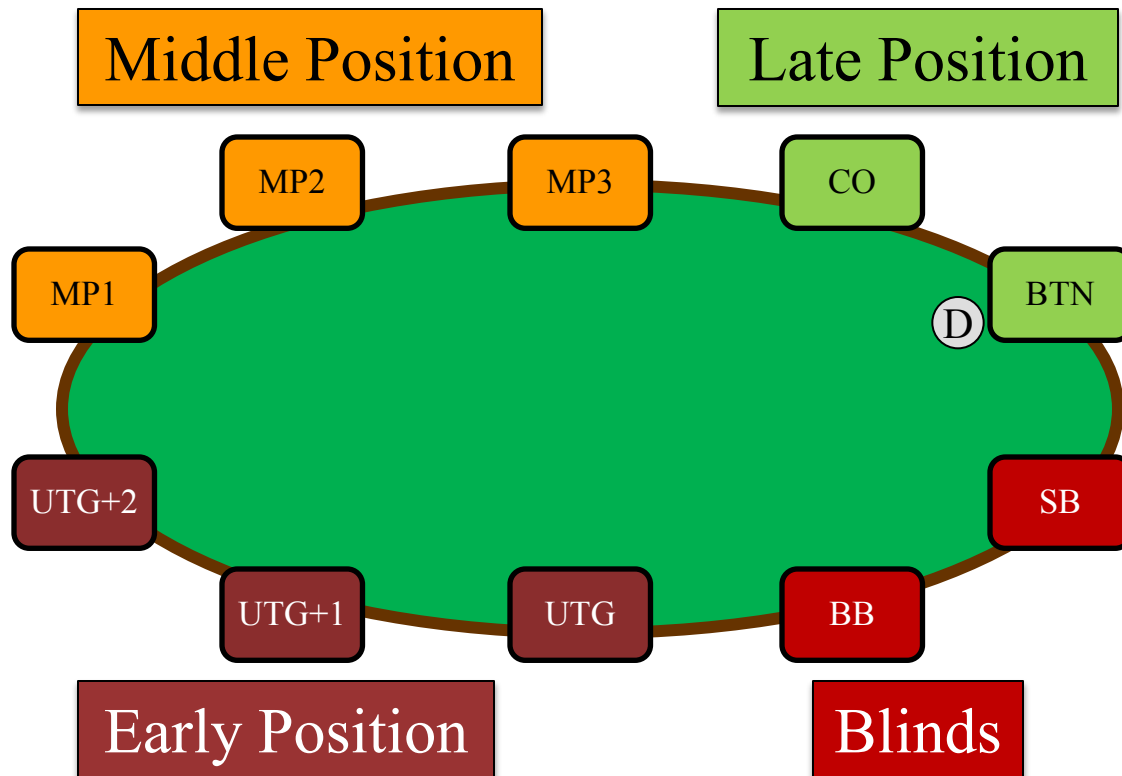 Middle Position
Late Position
MP2
MP3
CO
MP1
BTN
D
UTG+2
SB
UTG+1
UTG
BB
Early Position
Blinds